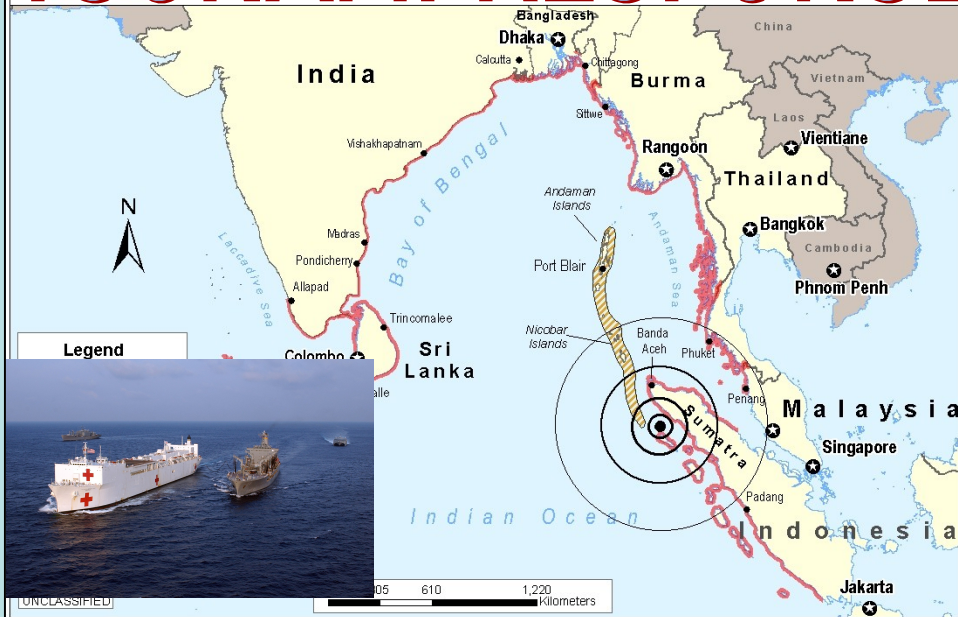 TSUNAMI RESPONSE
Bangladesh
Dhaka
China
India
Calcutta
Chittagong
Burma
Vietnam
Sittwe
Laos
Vientiane
Vishakhapatnam
Rangoon
Bay of Bengal
Thailand
N
Andaman
Islands
Andaman Sea
Bangkok
Madras
Laccadive Sea
Cambodia
Pondicherry
Port Blair
Phnom Penh
Allapad
Trincomalee
Nicobar
Islands
Banda
Aceh
Legend
Colombo
Sri
Lanka
Phuket
alle
Penang
Malaysia
Sumatra
Singapore
Padang
Indian Ocean
Indonesia
305
610
1,220
Kilometers
Jakarta
UNCLASSIFIED